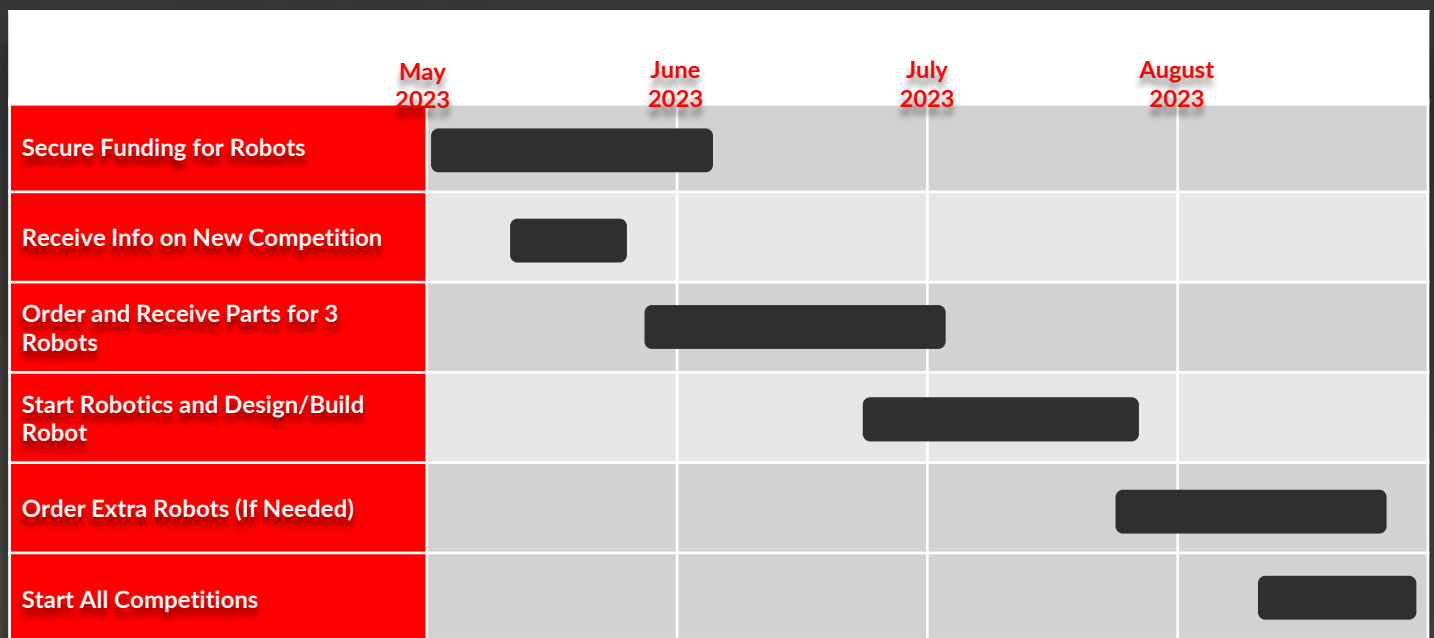 May
2023
June
2023
July
2023
August
2023
Secure Funding for Robots
Receive Info on New Competition
Order and Receive Parts for 3
Robots
Start Robotics and Design/Build
Robot
Order Extra Robots (If Needed)
Start All Competitions